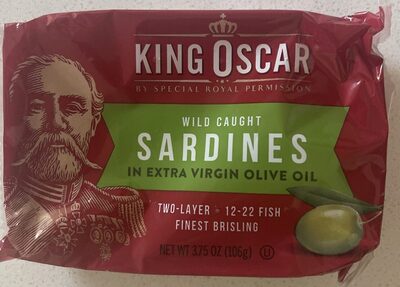 KING OSCAR
BY SPECIAL ROYAL PERMISSION
WILD CAUGHT
SARDINES
IN EXTRA VIRGIN OLIVE OIL
TWO-LAYER • 12-22 FISH
FINEST BRISLING
NET WT 3.75 OZ (106g) U